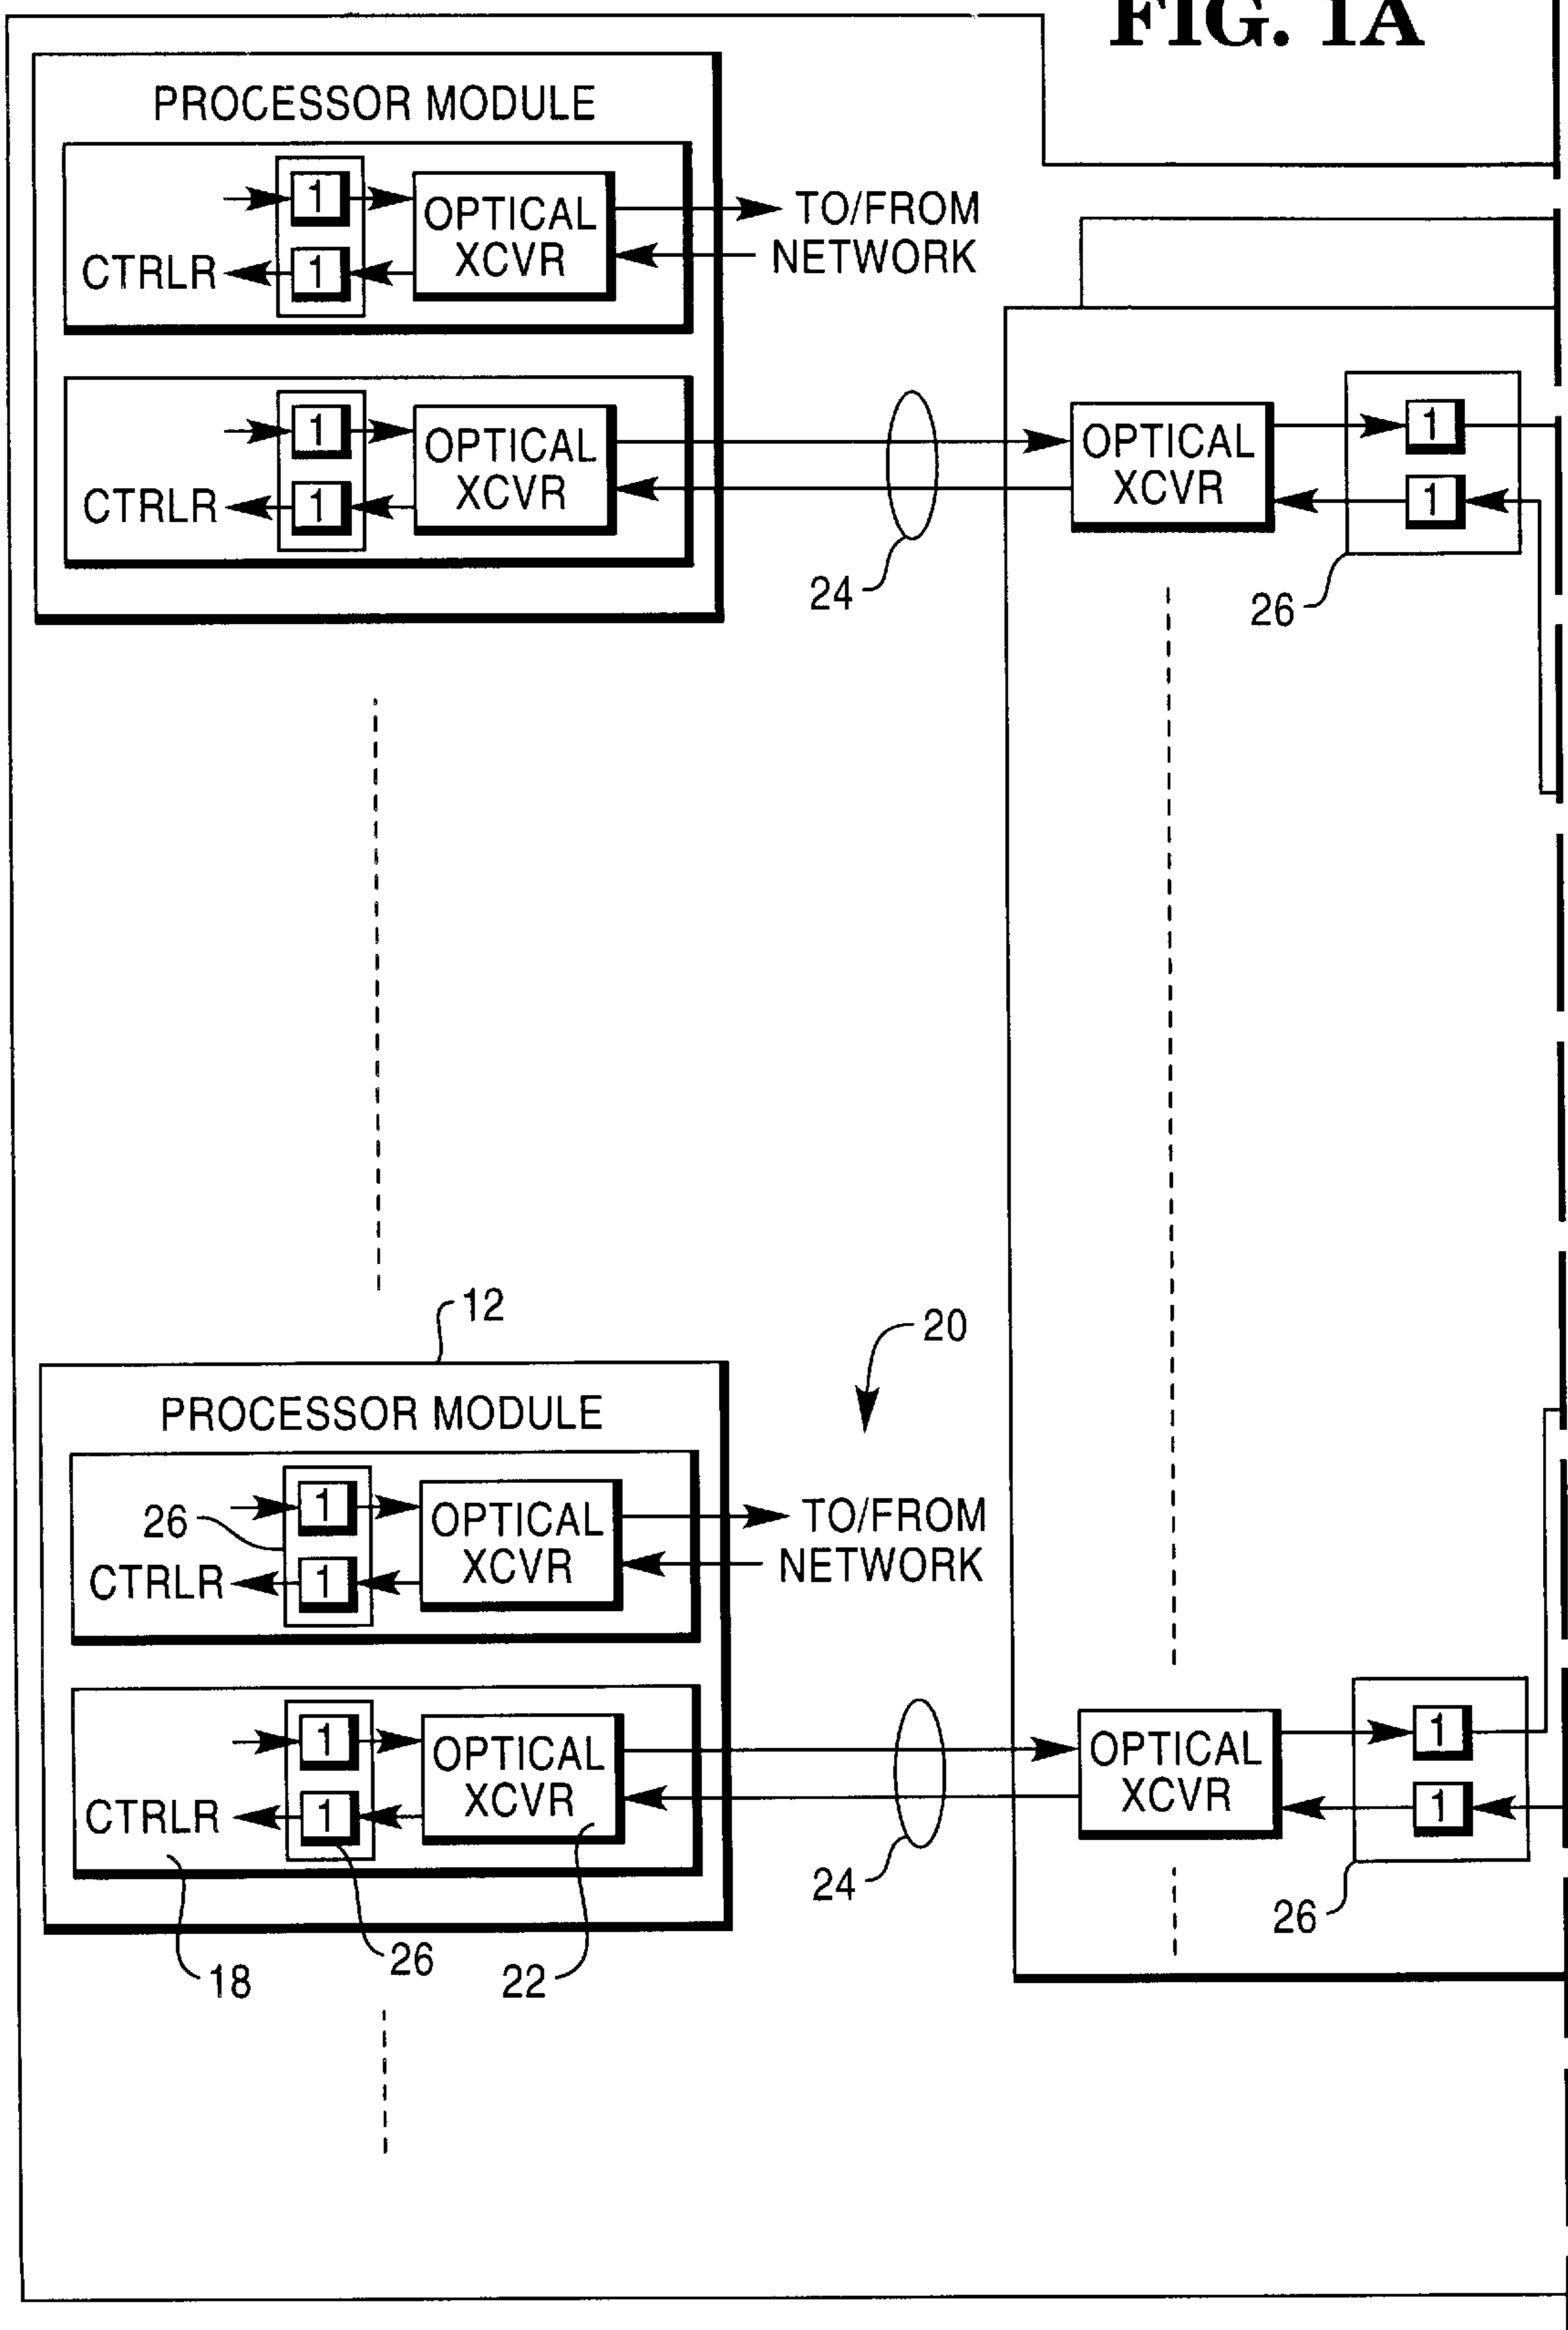 FIG. 1A
PROCESSOR MODULE
1
OPTICAL
XCVR
TO/FROM
NETWORK
CTRLR
1
1
OPTICAL
XCVR
CTRLR
1
24
OPTICAL
XCVR
1
1
26
12
20
PROCESSOR MODULE
1
OPTICAL
XCVR
TO/FROM
NETWORK
26
CTRLR
1
1
OPTICAL
XCVR
CTRLR
1
24
OPTICAL
XCVR
1
1
26
18
26
22